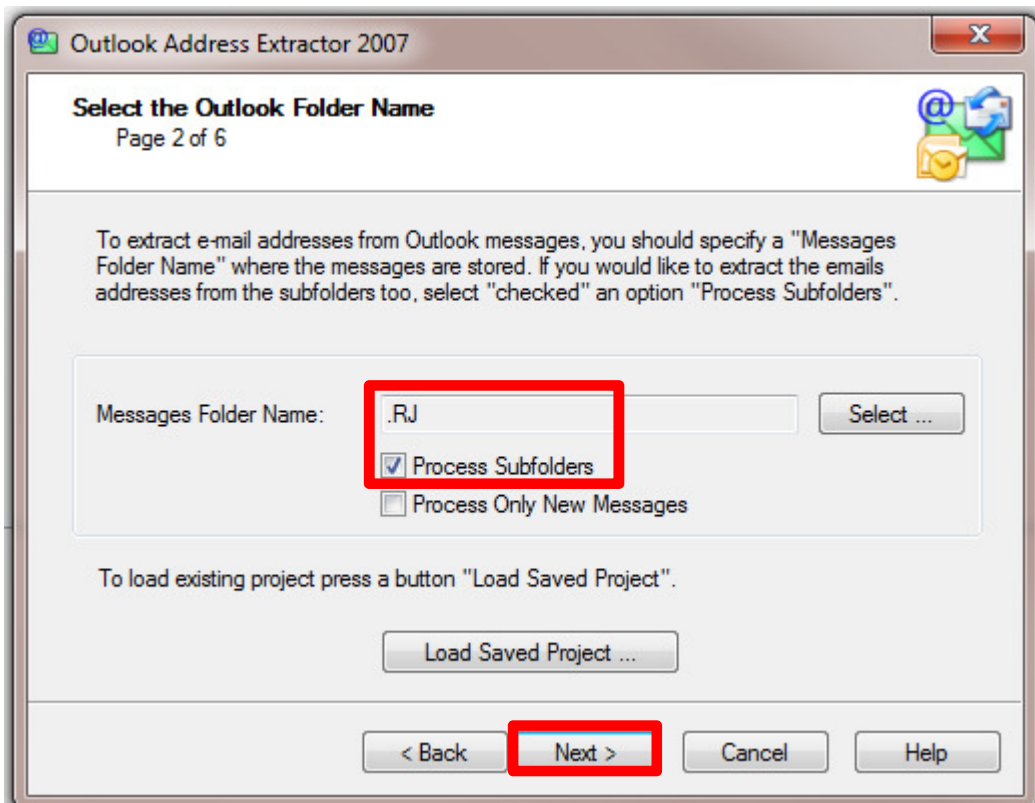 Outlook Address Extractor 2007
Select the Outlook Folder Name
Page 2 of 6
To extract e-mail addresses from Outlook messages, you should specify a "Messages
Folder Name" where the messages are stored. If you would like to extract the emails
addresses from the subfolders too, select "checked" an option "Process Subfolders".
Messages Folder Name: .RJ Select ...
Process Subfolders
Process Only New Messages
To load existing project press a button "Load Saved Project".
Load Saved Project ...
< Back Next > Cancel Help